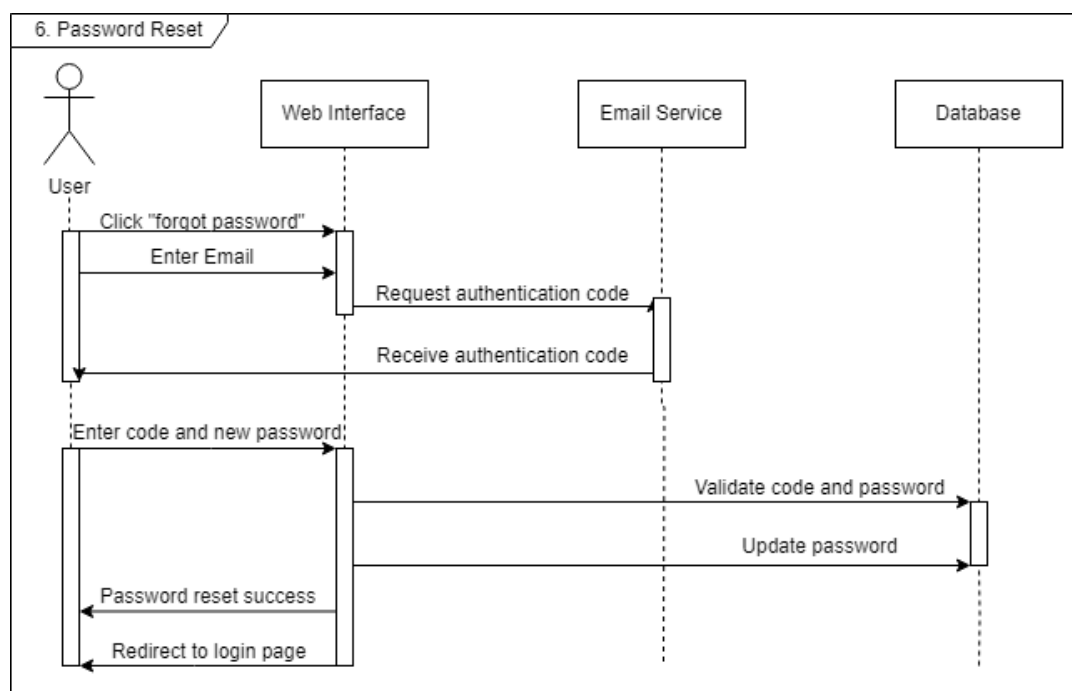 6. Password Reset
Web Interface
Email Service
Database
User
Click "forgot password"
Enter Email
Request authentication code
Receive authentication code
Enter code and new password
Validate code and password
Update password
Password reset success
Redirect to login page